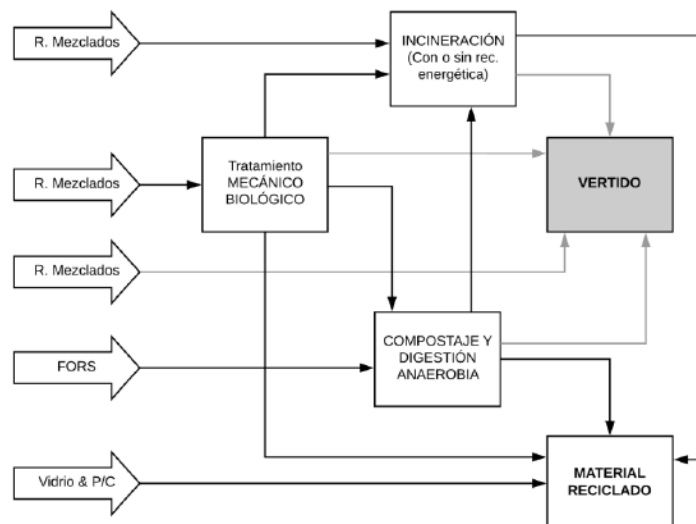 R. Mezclados
INCINERACIÓN
(Con o sin rec.
energética)
R. Mezclados
Tratamiento
MECÁNICO
BIOLÓGICO
VERTIDO
R. Mezclados
FORS
COMPOSTAJE Y
DIGESTIÓN
ANAEROBIA
Vidrio & P/C
MATERIAL
RECICLADO